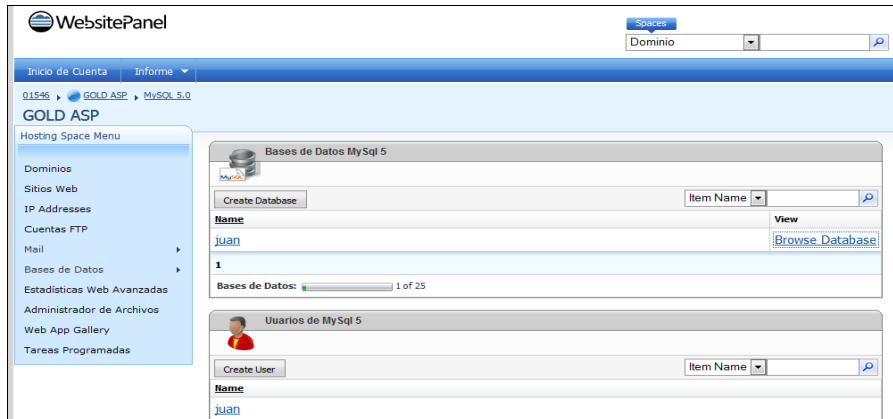 WebsitePanel
Spaces
Dominio
Inicio de Cuenta Informe
01546 GOLD ASP MySQL 5.0
GOLD ASP
Hosting Space Menu
Dominios
Sitios Web
IP Addresses
Cuentas FTP
Mail
Bases de Datos
Estadísticas Web Avanzadas
Administrador de Archivos
Web App Gallery
Tareas Programadas
Bases de Datos MySql 5
MySQL
Create Database Item Name
Name View
juan Browse Database
1
Bases de Datos: 1 of 25
Uuarios de MySql 5
Create User Item Name
Name
juan